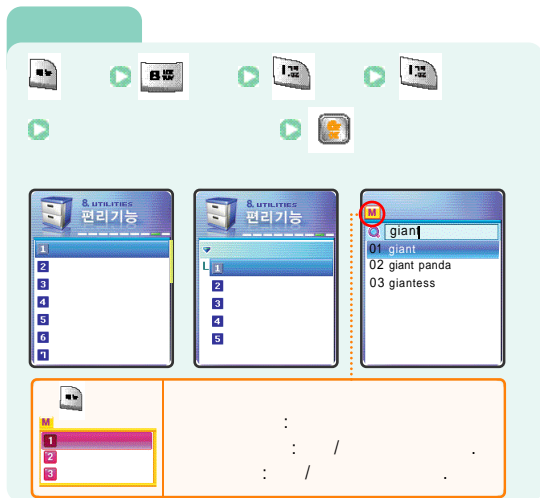 8. UTILITIES
편리기능
1
2
3
4
5
6
7
8. UTILITIES
편리기능
1
2
3
4
5
M
giant
01 giant
02 giant panda
03 giantess
M
1
2
3
:
: / .
: / .